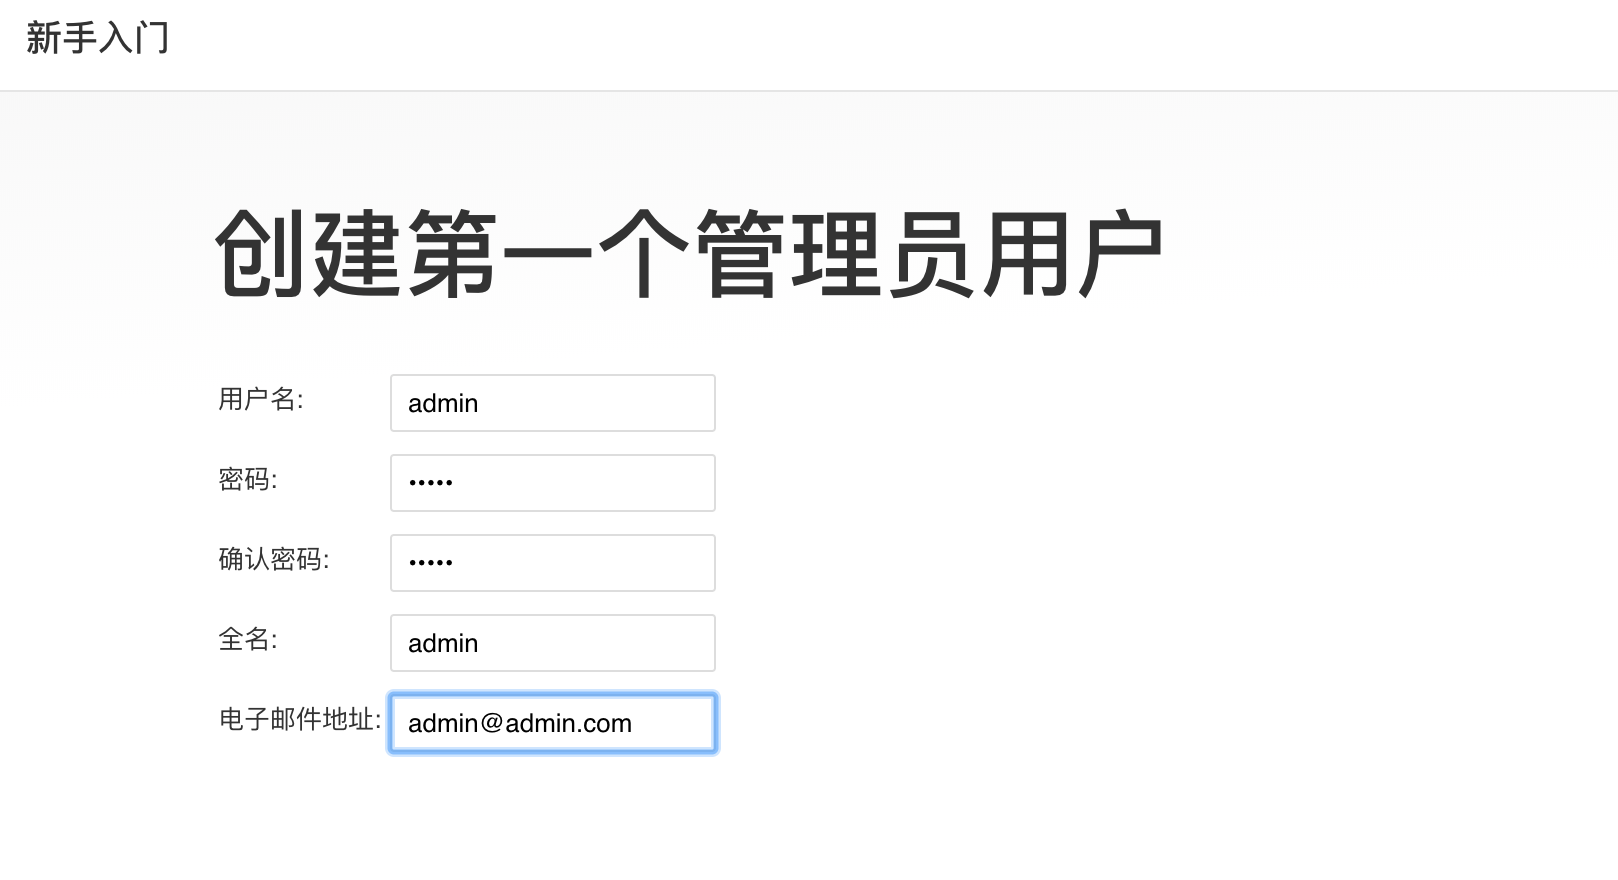 新手入门
创建第一个管理员用户
用户名: admin
密码: •••••
确认密码: •••••
全名: admin
电子邮件地址: admin@admin.com